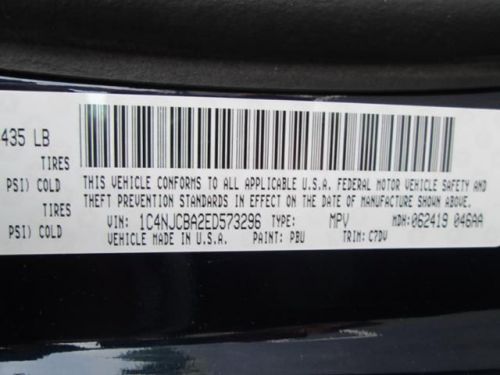 435 LB
TIRES
PSI) COLD
TIRES
PSI) COLD
THIS VEHICLE CONFORMS TO ALL APPLICABLE U.S.A. FEDERAL MOTOR VEHICLE SAFETY AND
THEFT PREVENTION STANDARDS IN EFFECT ON THE DATE OF MANUFACTURE SHOWN ABOVE.
VIN: 1C4NJCBA2ED573296 TYPE: MPV MDH: 062419 046AA
VEHICLE MADE IN U.S.A. PAINT: PBU TRIM: C7DV